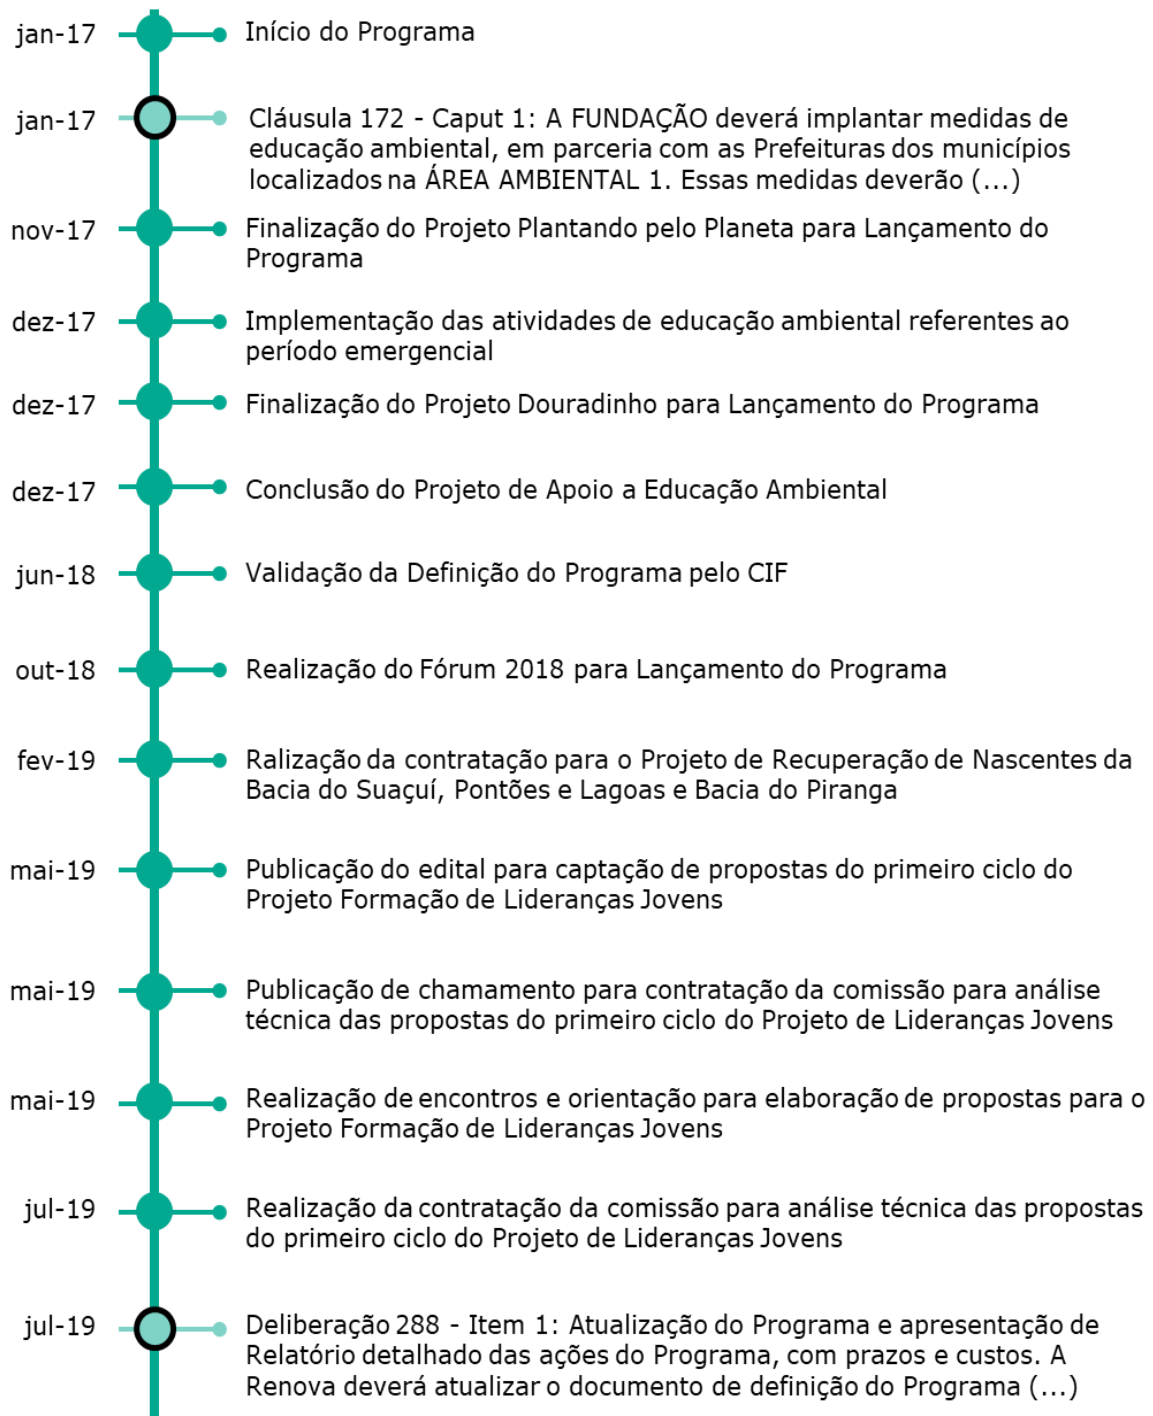 jan-17 Início do Programa
jan-17 Cláusula 172 - Caput 1: A FUNDAÇÃO deverá implantar medidas de
educação ambiental, em parceria com as Prefeituras dos municípios
localizados na ÁREA AMBIENTAL 1. Essas medidas deverão (...)
nov-17 Finalização do Projeto Plantando pelo Planeta para Lançamento do
Programa
dez-17 Implementação das atividades de educação ambiental referentes ao
período emergencial
dez-17 Finalização do Projeto Douradinho para Lançamento do Programa
dez-17 Conclusão do Projeto de Apoio a Educação Ambiental
jun-18 Validação da Definição do Programa pelo CIF
out-18 Realização do Fórum 2018 para Lançamento do Programa
fev-19 Ralização da contratação para o Projeto de Recuperação de Nascentes da
Bacia do Suaçuí, Pontões e Lagoas e Bacia do Piranga
mai-19 Publicação do edital para captação de propostas do primeiro ciclo do
Projeto Formação de Lideranças Jovens
mai-19 Publicação de chamamento para contratação da comissão para análise
técnica das propostas do primeiro ciclo do Projeto de Lideranças Jovens
mai-19 Realização de encontros e orientação para elaboração de propostas para o
Projeto Formação de Lideranças Jovens
jul-19 Realização da contratação da comissão para análise técnica das propostas
do primeiro ciclo do Projeto de Lideranças Jovens
jul-19 Deliberação 288 - Item 1: Atualização do Programa e apresentação de
Relatório detalhado das ações do Programa, com prazos e custos. A
Renova deverá atualizar o documento de definição do Programa (...)